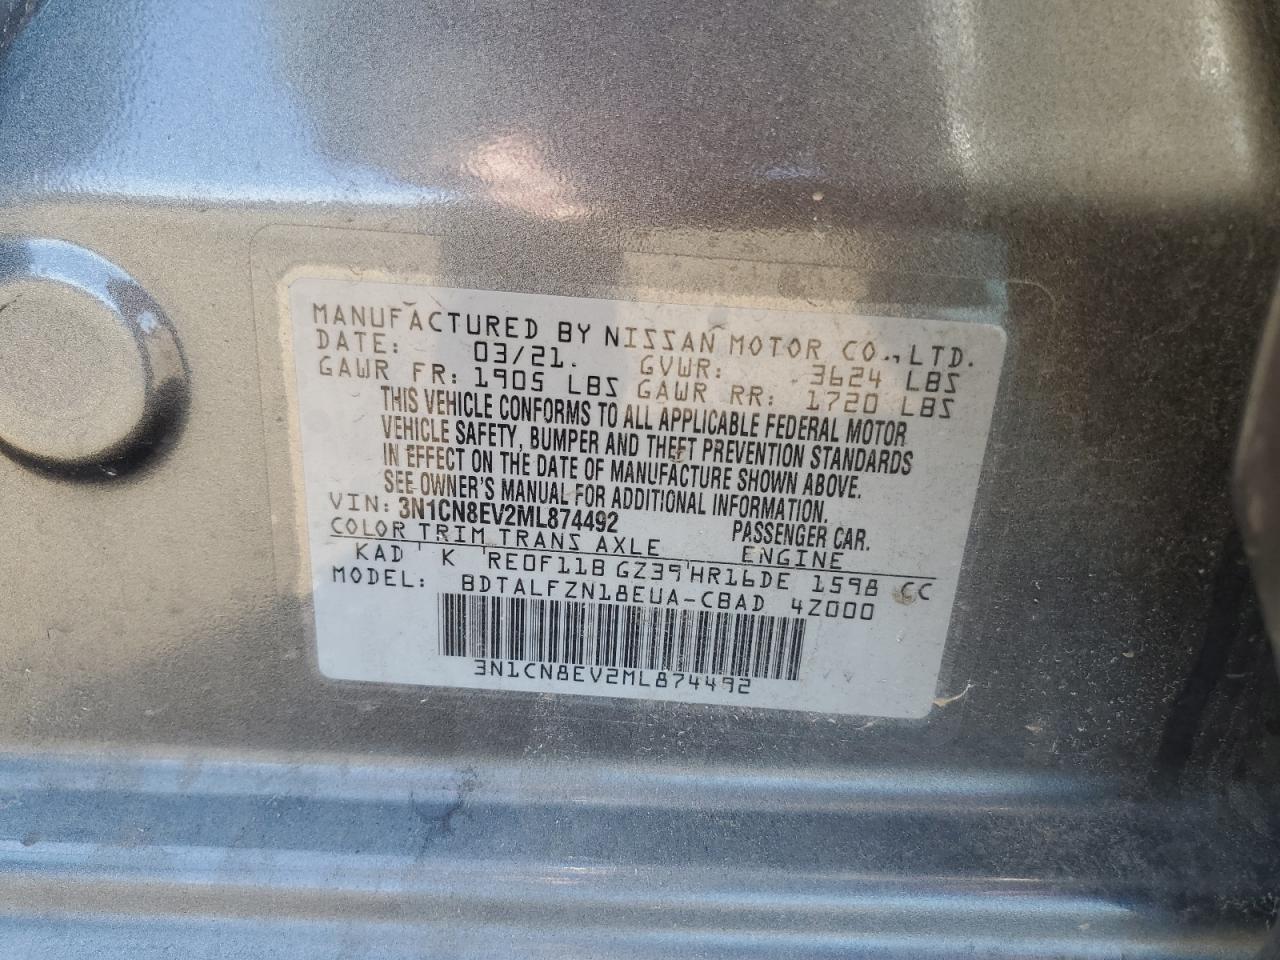 MANUFACTURED BY NISSAN MOTOR CO., LTD.
DATE: 03/21. GVWR: 3624 LBS
GAWR FR: 1905 LBS GAWR RR: 1720 LBS
THIS VEHICLE CONFORMS TO ALL APPLICABLE FEDERAL MOTOR
VEHICLE SAFETY, BUMPER AND THEFT PREVENTION STANDARDS
IN EFFECT ON THE DATE OF MANUFACTURE SHOWN ABOVE.
SEE OWNER'S MANUAL FOR ADDITIONAL INFORMATION.
VIN: 3N1CN8EV2ML874492 PASSENGER CAR.
COLOR TRIM TRANS AXLE ENGINE
KAD K RE0F11B GZ39 HR16DE 1598 CC
MODEL: BDTALFZN18EUA-CBAD 4Z000
3N1CN8EV2ML874492